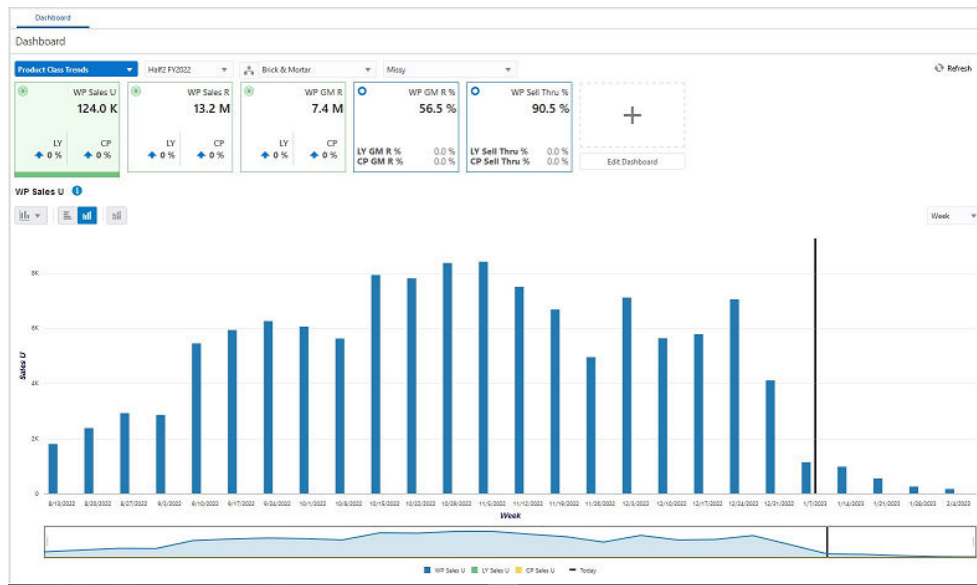 Dashboard
Dashboard
Product Class Trends Half2 FY2022 Brick & Mortar Missy Refresh
WP Sales U WP Sales R WP GM R WP GM R % WP Sell Thru %
124.0 K 13.2 M 7.4 M 56.5 % 90.5 %
LY CP LY CP LY CP LY GM R % 0.0 % LY Sell Thru % 0.0 %
0 % 0 % 0 % 0 % 0 % 0 % CP GM R % 0.0 % CP Sell Thru % 0.0 %
Edit Dashboard
WP Sales U
Week
8K
6K
4K
2K
0
Sales U
8/13/2022 8/20/2022 8/27/2022 9/3/2022 9/10/2022 9/17/2022 9/24/2022 10/1/2022 10/8/2022 10/15/2022 10/22/2022 10/29/2022 11/5/2022 11/12/2022 11/19/2022 11/26/2022 12/3/2022 12/10/2022 12/17/2022 12/24/2022 12/31/2022 1/7/2023 1/14/2023 1/21/2023 1/28/2023 2/4/2023
Week
WP Sales U LY Sales U CP Sales U Today